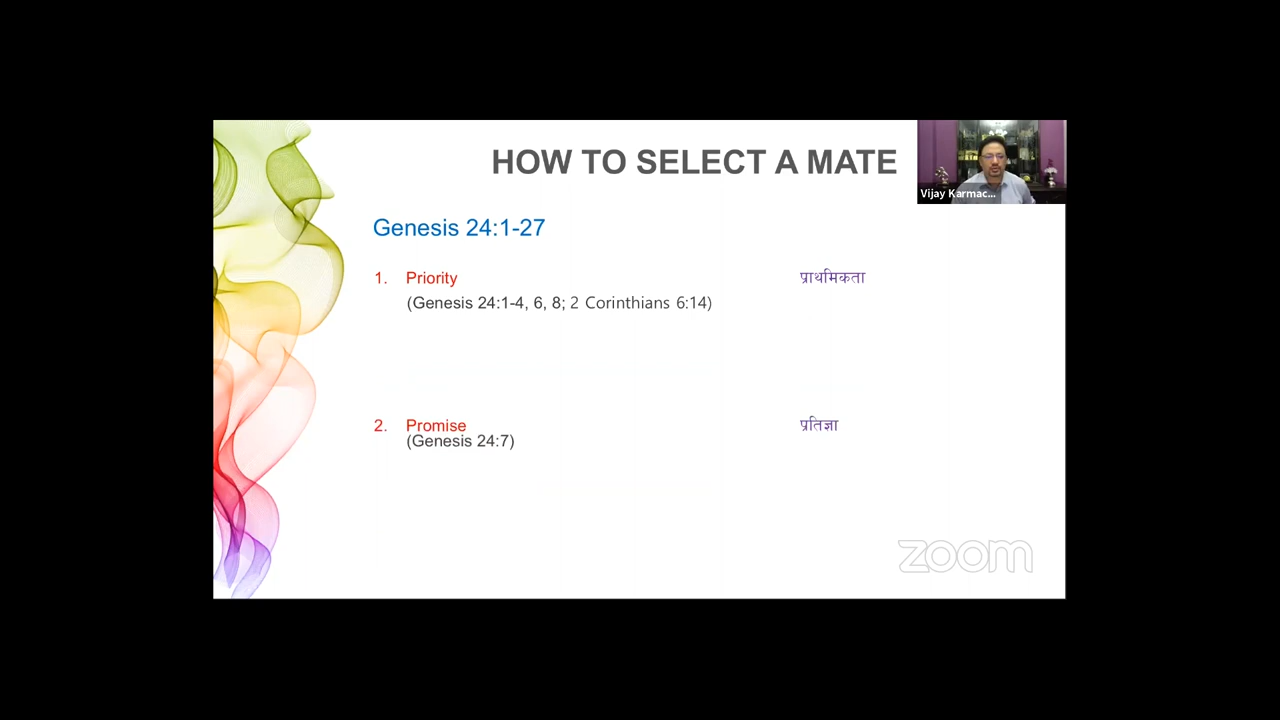 HOW TO SELECT A MATE
Vijay Karmac...
Genesis 24:1-27
1. Priority प्राथमिकता
(Genesis 24:1-4, 6, 8; 2 Corinthians 6:14)
2. Promise प्रतिज्ञा
(Genesis 24:7)
zoom